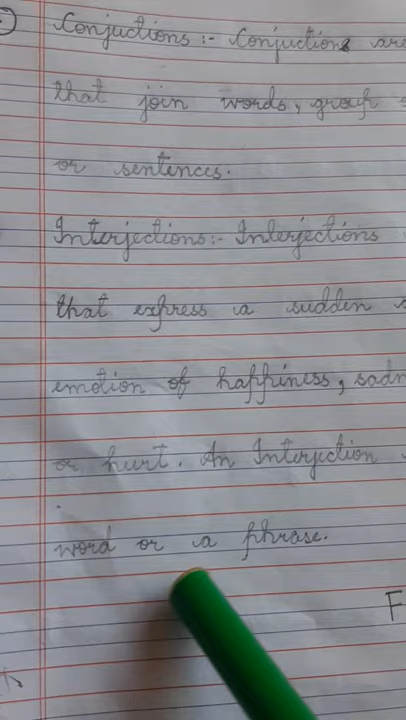 Conjuctions :- Conjuctions are
that join words, group
or sentences.
Interjections :- Interjections
that express a sudden
emotion of happiness, sadn
or hurt. An Interjection
word or a phrase.
F